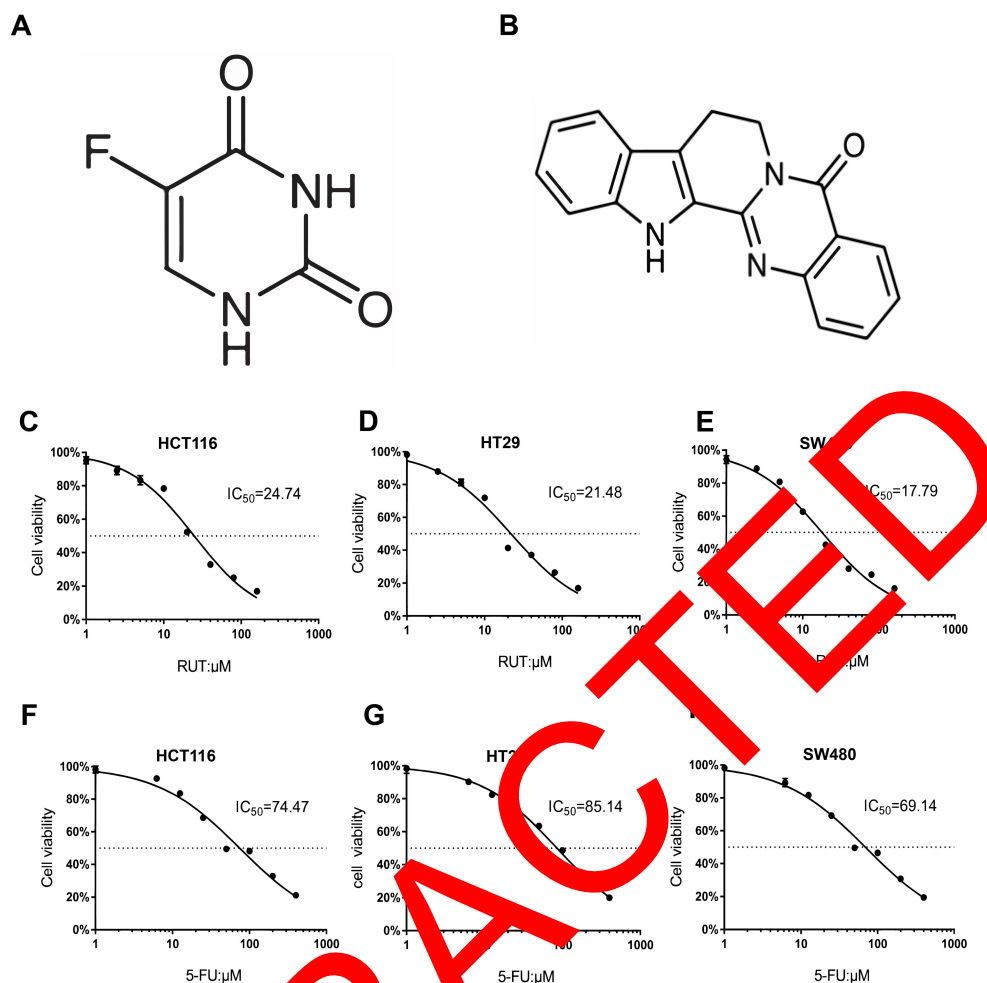 A
B
O
F
NH
N
H
O
N
O
N
H
N
C
D
E
HCT116
HT29
100%
80%
60%
40%
20%
0%
Cell viability
IC50=24.74
1
10
100
1000
RUT:µM
100%
80%
60%
40%
20%
0%
Cell viability
IC50=21.48
1
10
100
RUT:µM
100%
80%
60%
40%
0%
Cell viability
IC50=17.79
1
10
1000
F
G
HCT116
SW480
100%
80%
60%
40%
20%
0%
Cell viability
IC50=74.47
1
10
100
1000
5-FU:µM
100%
80%
60%
40%
20%
0%
cell viability
IC50=85.14
1
1000
5-FU:µM
100%
80%
60%
40%
20%
0%
Cell viability
IC50=69.14
1
10
100
1000
5-FU:µM
ACTED